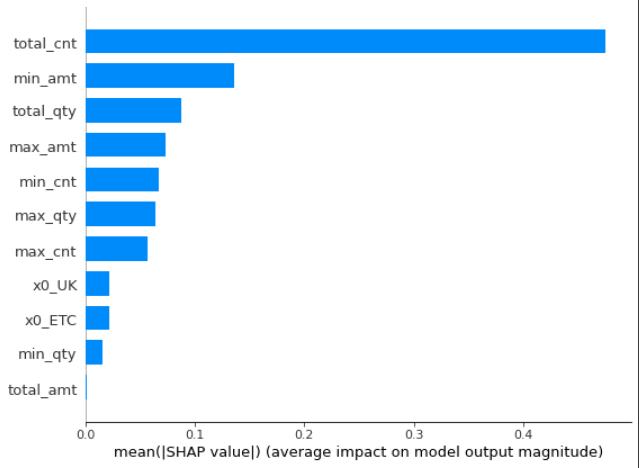 total_cnt
min_amt
total_qty
max_amt
min_cnt
max_qty
max_cnt
x0_UK
x0_ETC
min_qty
total_amt
0.0 0.1 0.2 0.3 0.4
mean(|SHAP value|) (average impact on model output magnitude)